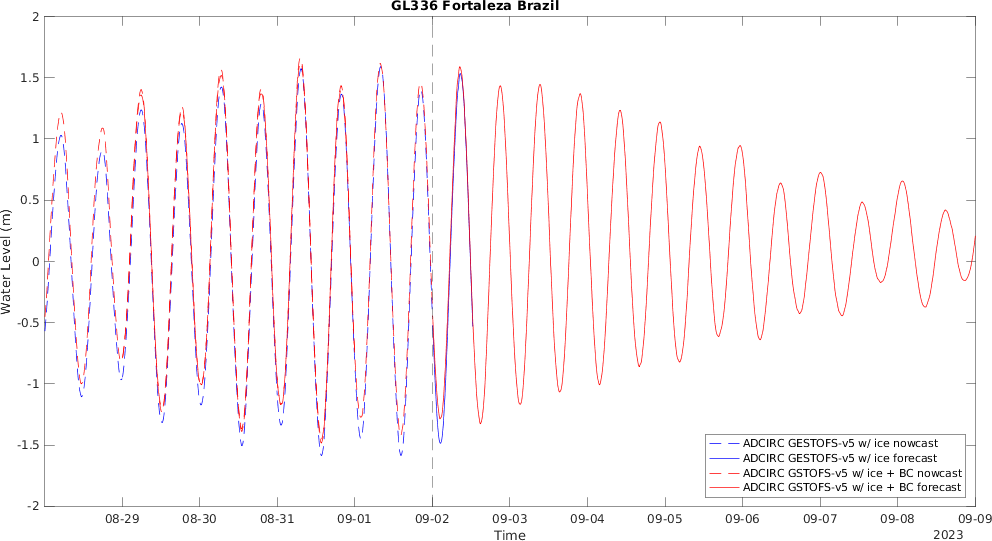 GL336 Fortaleza Brazil
2
1.5
1
0.5
0
-0.5
-1
-1.5
-2
Water Level (m)
ADCIRC GESTOFS-v5 w/ ice nowcast
ADCIRC GESTOFS-v5 w/ ice forecast
ADCIRC GSTOFS-v5 w/ ice + BC nowcast
ADCIRC GSTOFS-v5 w/ ice + BC forecast
08-29 08-30 08-31 09-01 09-02 09-03 09-04 09-05 09-06 09-07 09-08 09-09
Time
2023